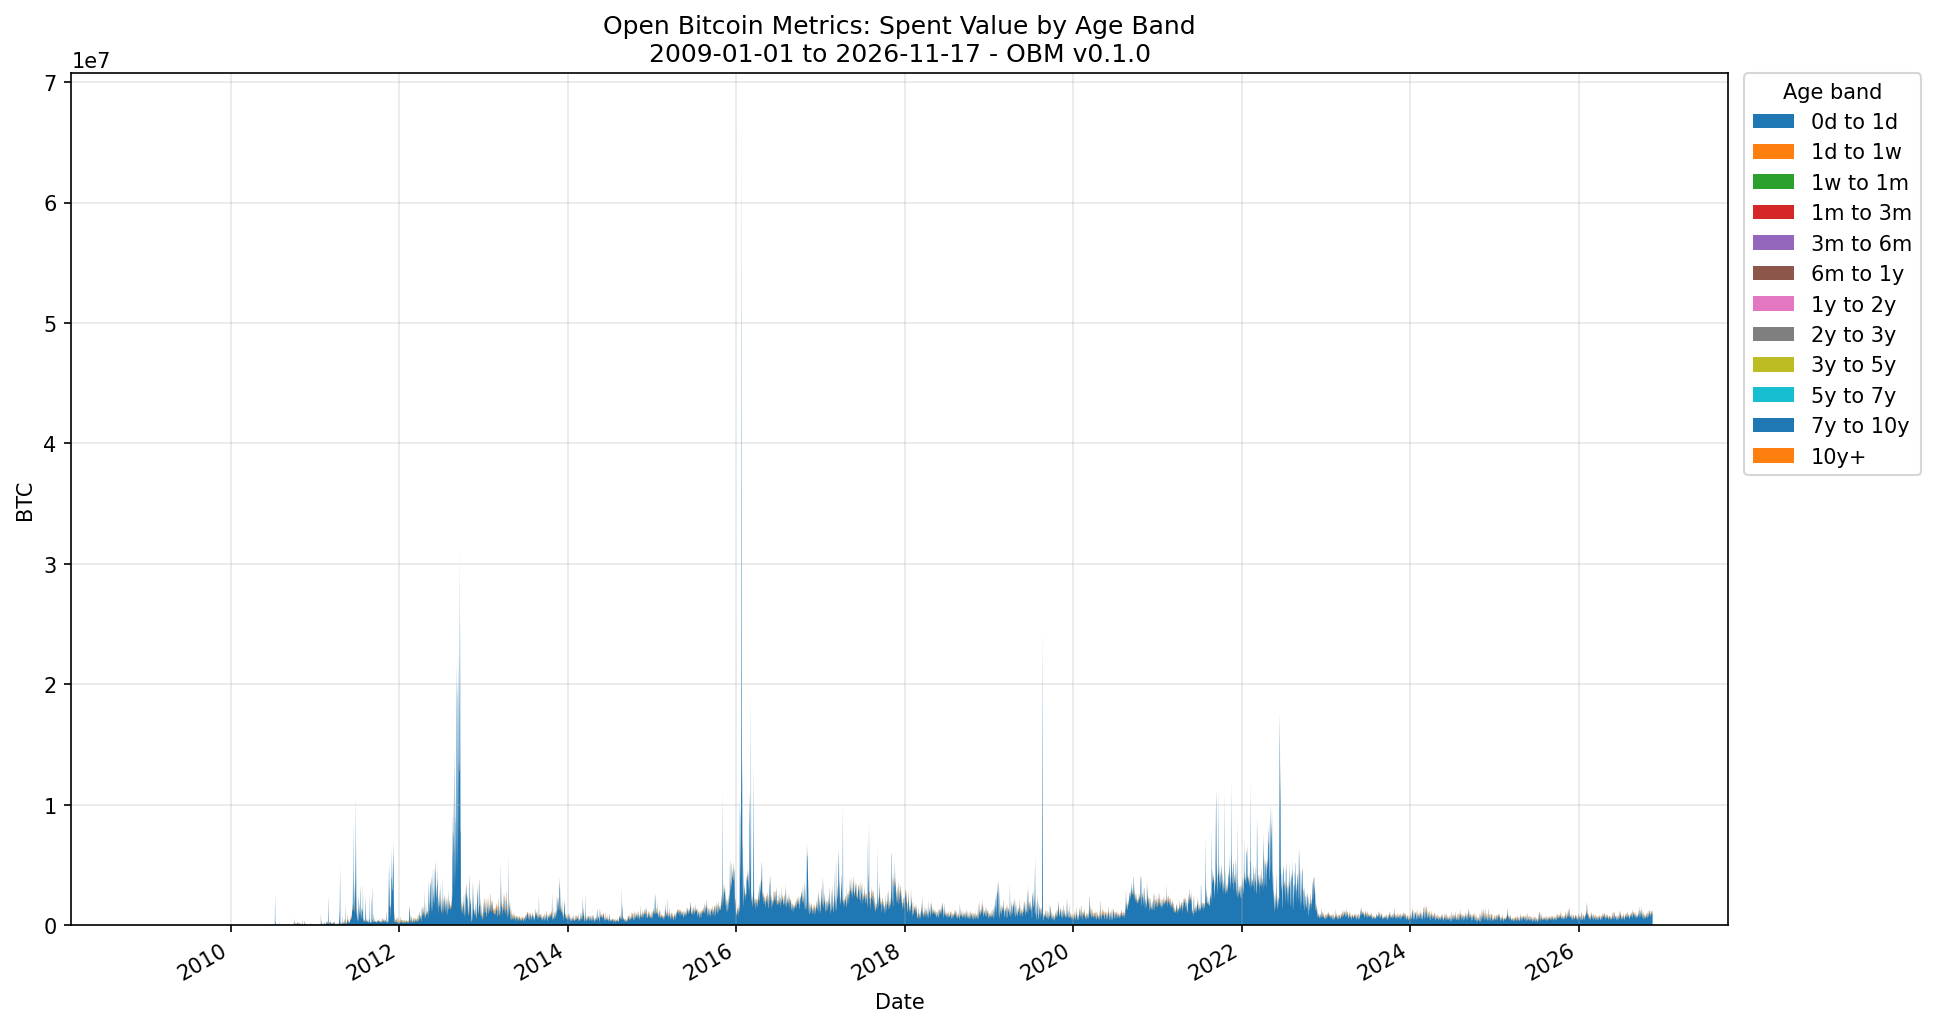 Open Bitcoin Metrics: Spent Value by Age Band
2009-01-01 to 2026-11-17 - OBM v0.1.0
1e7
7
6
5
4
3
2
1
0
BTC
2010
2012
2014
2016
2018
2020
2022
2024
2026
Date
Age band
0d to 1d
1d to 1w
1w to 1m
1m to 3m
3m to 6m
6m to 1y
1y to 2y
2y to 3y
3y to 5y
5y to 7y
7y to 10y
10y+